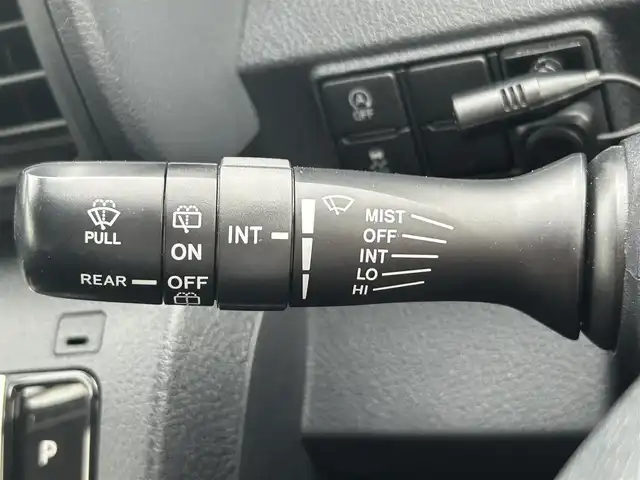 OFF
MIST
OFF
INT
LO
HI
INT
ON
OFF
PULL
REAR
P